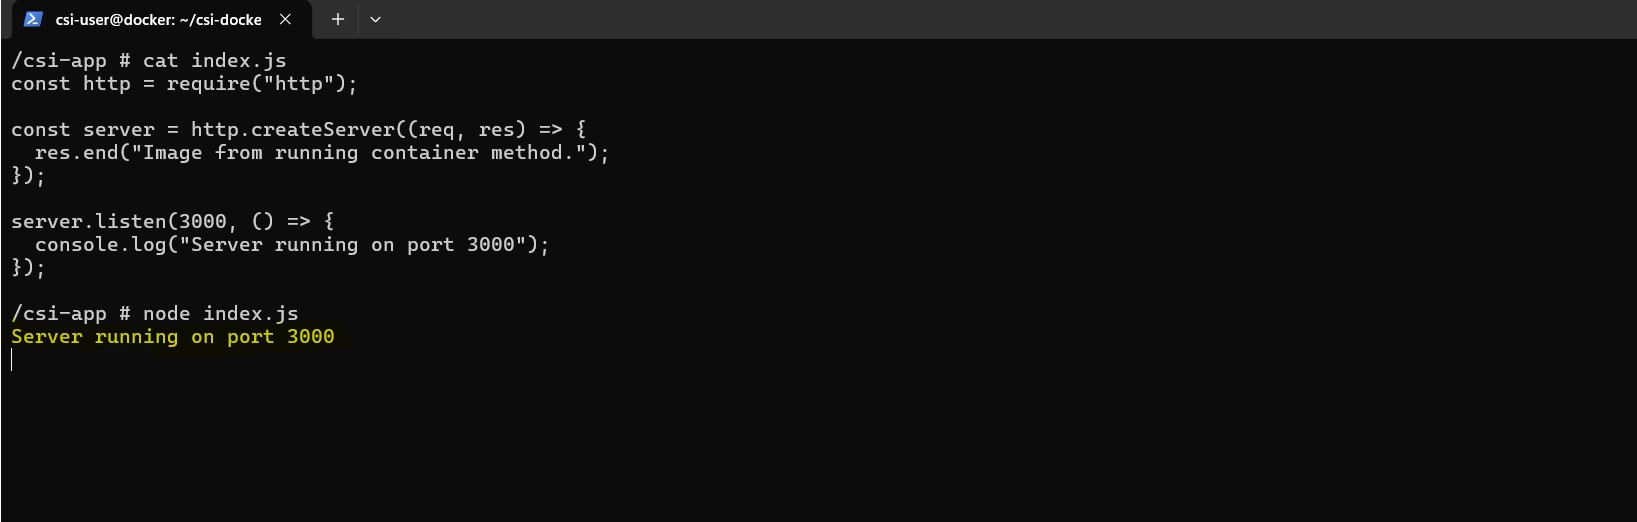 csi-user@docker: ~/csi-docke
/csi-app # cat index.js
const http = require("http");
const server = http.createServer((req, res) => {
  res.end("Image from running container method.");
});
server.listen(3000, () => {
  console.log("Server running on port 3000");
});
/csi-app # node index.js
Server running on port 3000